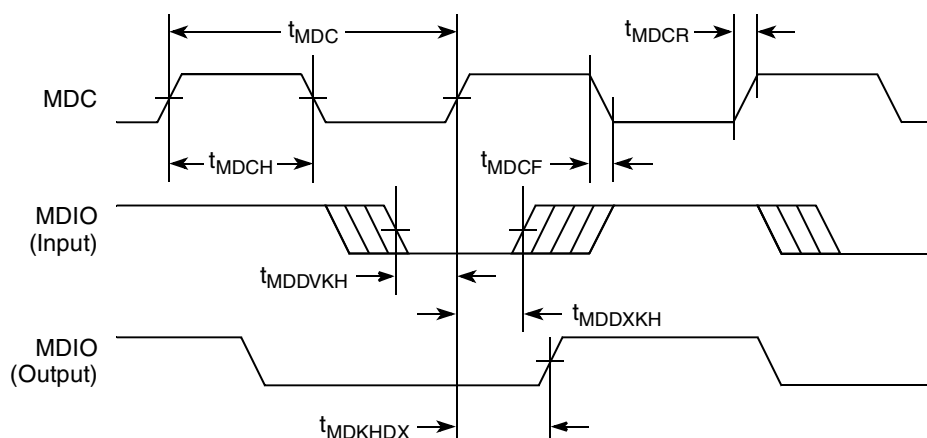 tMDC
tMDCR
MDC
tMDCH
tMDCF
MDIO
(Input)
tMDDVKH
tMDDXKH
MDIO
(Output)
tMDKHDX